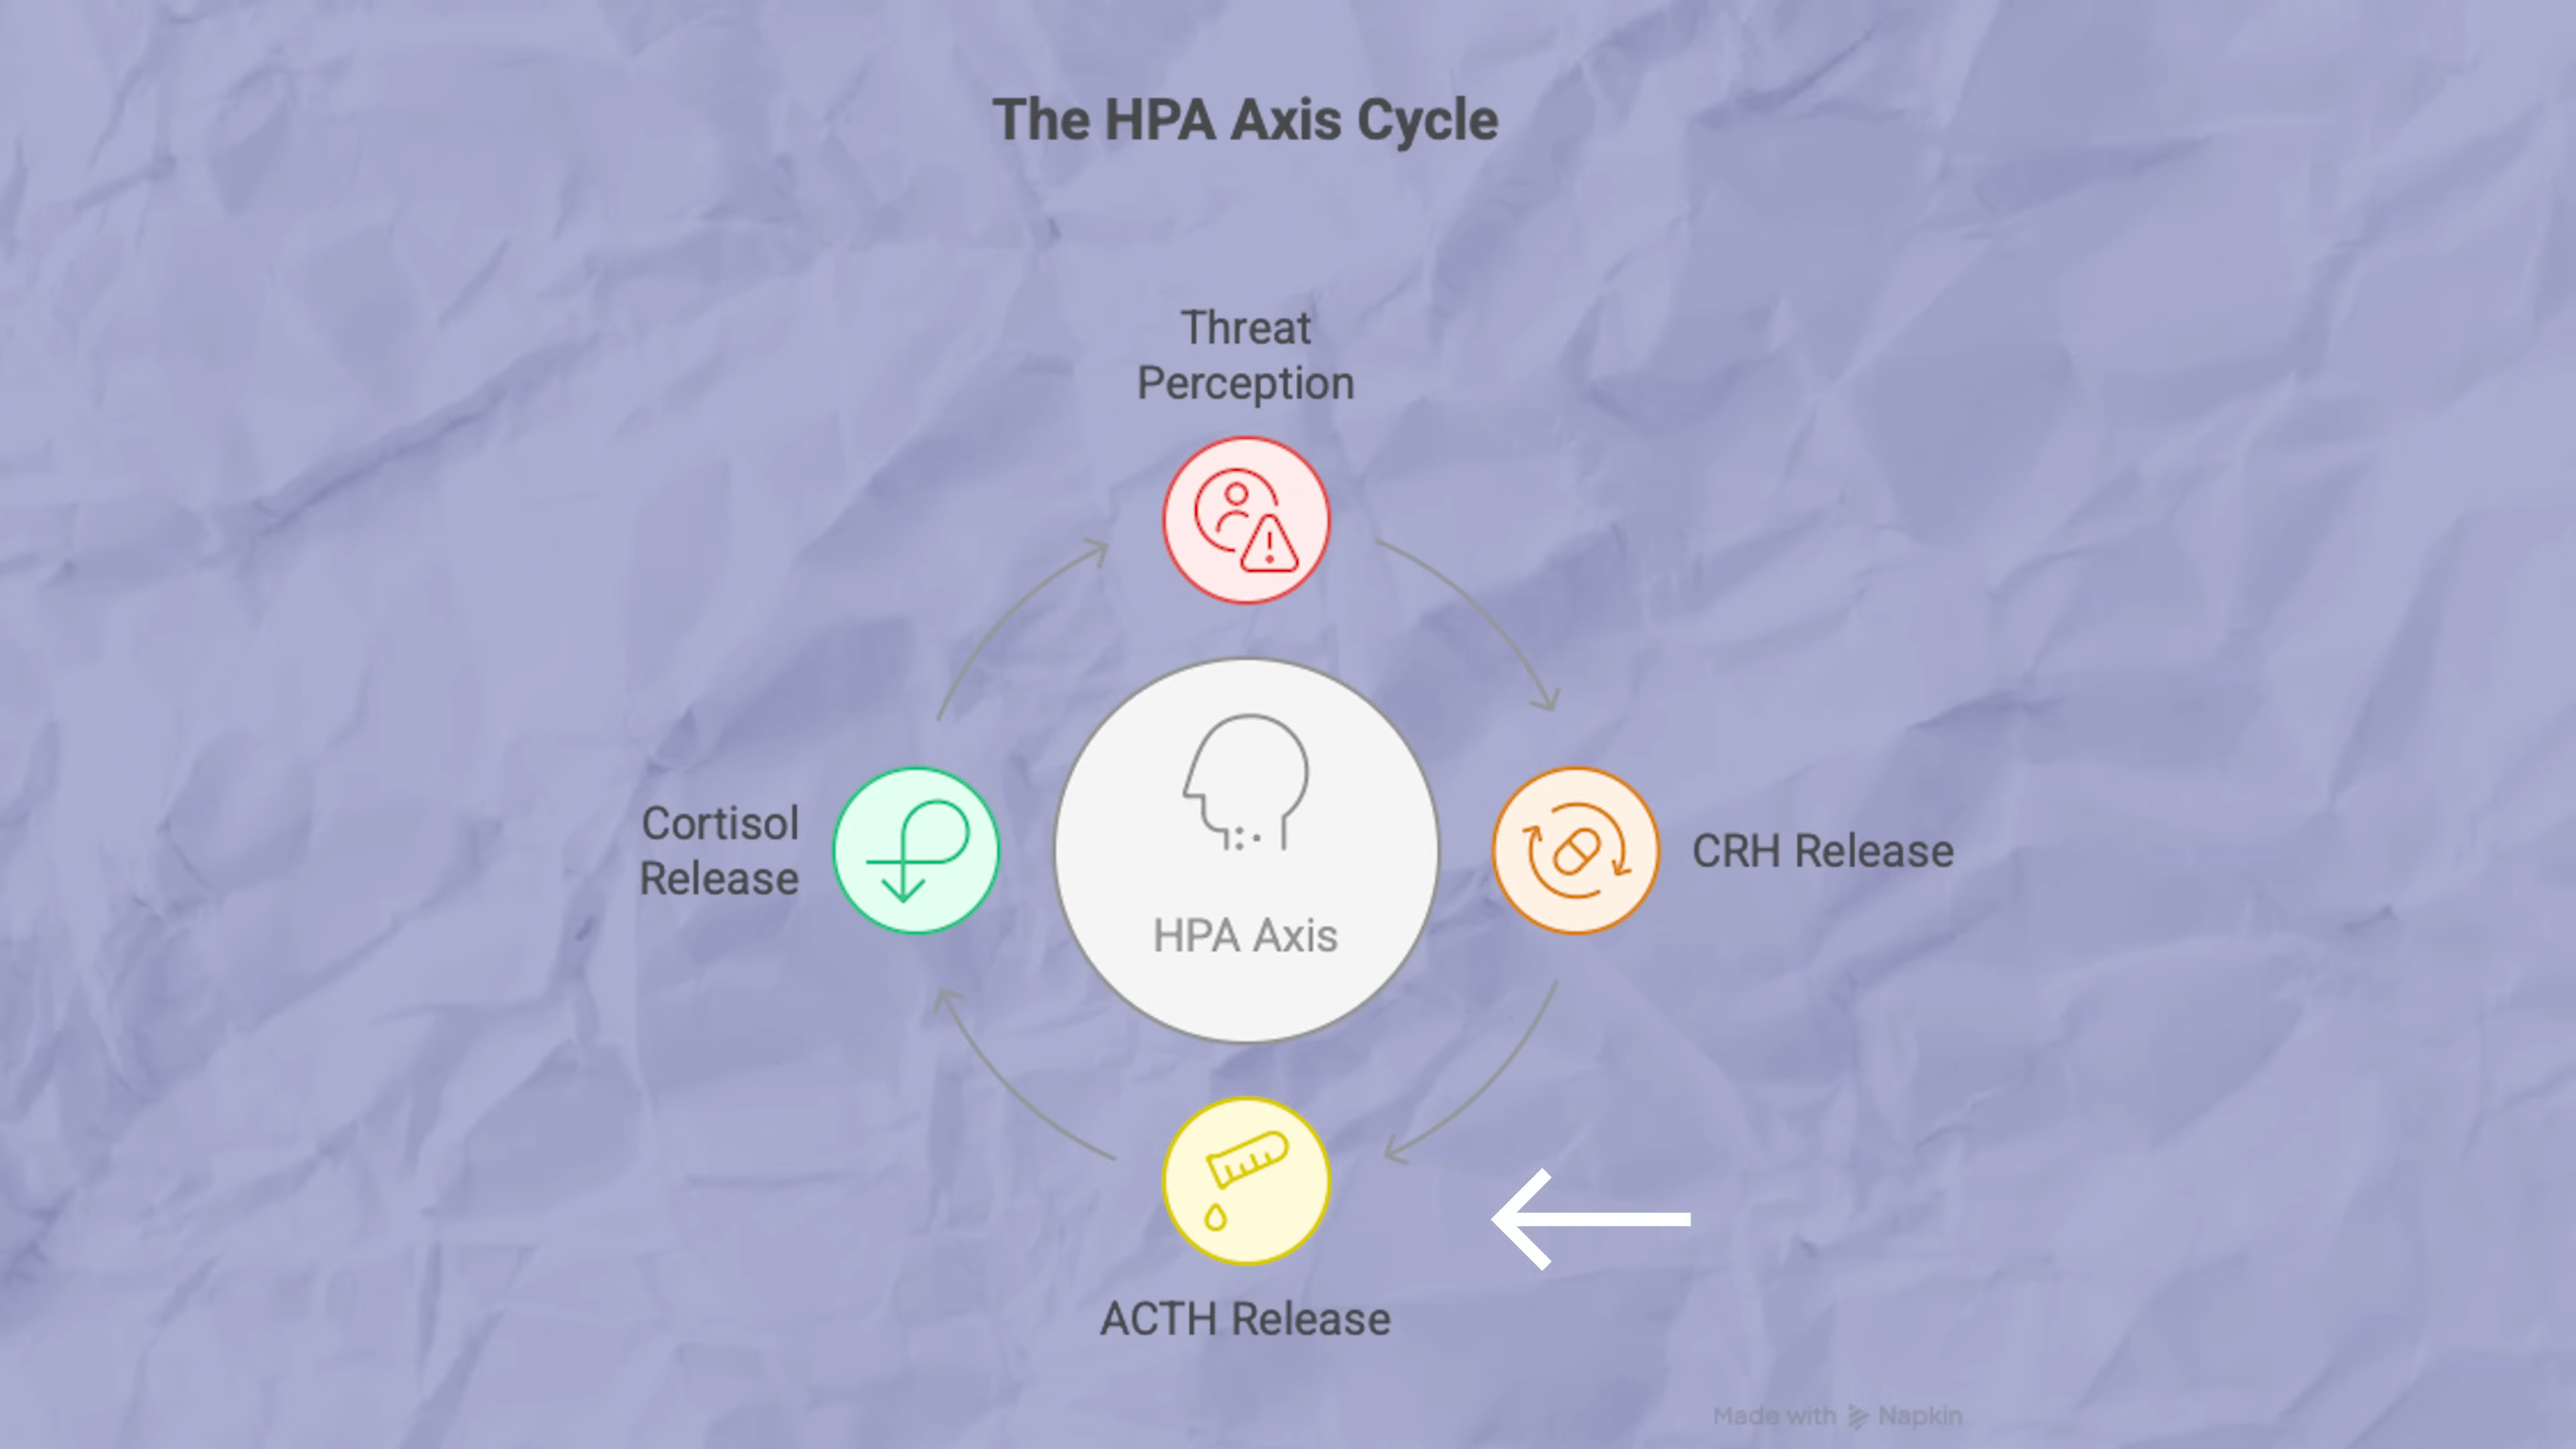 The HPA Axis Cycle
Threat
Perception
Cortisol
Release
HPA Axis
CRH Release
ACTH Release
Made with Napkin